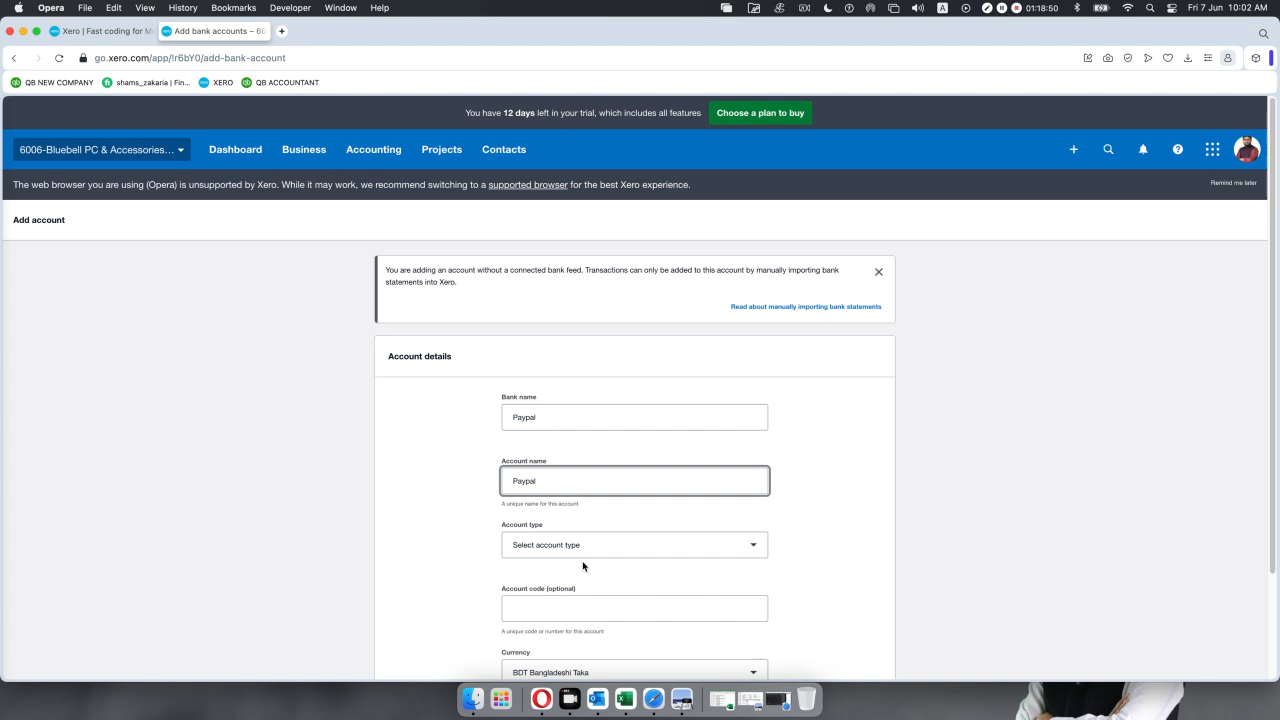 Opera File Edit View History Bookmarks Developer Window Help
01:18:50
Fri 7 Jun 10:02 AM
Xero | Fast coding for M
Add bank accounts – 60
go.xero.com/app/!r6bY0/add-bank-account
QB NEW COMPANY
shams_zakaria | Fin...
XERO
QB ACCOUNTANT
You have 12 days left in your trial, which includes all features
Choose a plan to buy
6006-Bluebell PC & Accessories...
Dashboard
Business
Accounting
Projects
Contacts
The web browser you are using (Opera) is unsupported by Xero. While it may work, we recommend switching to a supported browser for the best Xero experience.
Remind me later
Add account
You are adding an account without a connected bank feed. Transactions can only be added to this account by manually importing bank
statements into Xero.
Read about manually importing bank statements
Account details
Bank name
Paypal
Account name
Paypal
A unique name for this account
Account type
Select account type
Account code (optional)
A unique code or number for this account
Currency
BDT Bangladeshi Taka